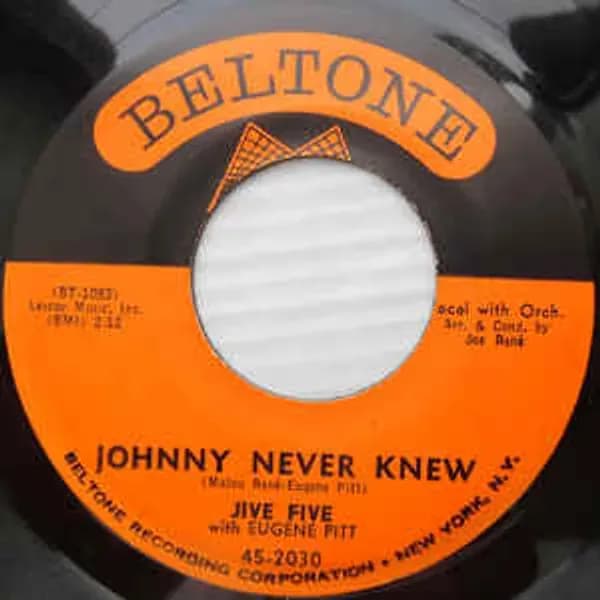 BELTONE
(BT-1083)
Music, Inc.
(BMI) 2:32
ocal with Orch.
Arr. & Cond. by
Joe René
JOHNNY NEVER KNEW
(Malou René-Eugene Pitt)
JIVE FIVE
with EUGENE PITT
45-2030
BELTONE RECORDING CORPORATION • NEW YORK, N.Y.